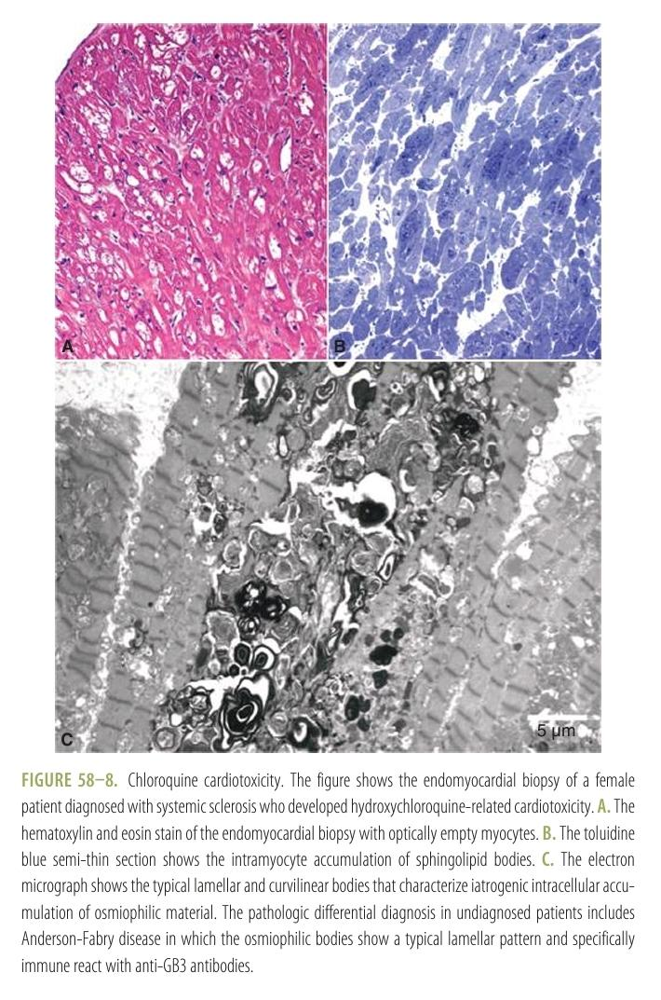 A
B
C
5 μm
FIGURE 58–8. Chloroquine cardiotoxicity. The figure shows the endomyocardial biopsy of a female
patient diagnosed with systemic sclerosis who developed hydroxychloroquine-related cardiotoxicity. A. The
hematoxylin and eosin stain of the endomyocardial biopsy with optically empty myocytes. B. The toluidine
blue semi-thin section shows the intramyocyte accumulation of sphingolipid bodies. C. The electron
micrograph shows the typical lamellar and curvilinear bodies that characterize iatrogenic intracellular accu-
mulation of osmiophilic material. The pathologic differential diagnosis in undiagnosed patients includes
Anderson-Fabry disease in which the osmiophilic bodies show a typical lamellar pattern and specifically
immune react with anti-GB3 antibodies.